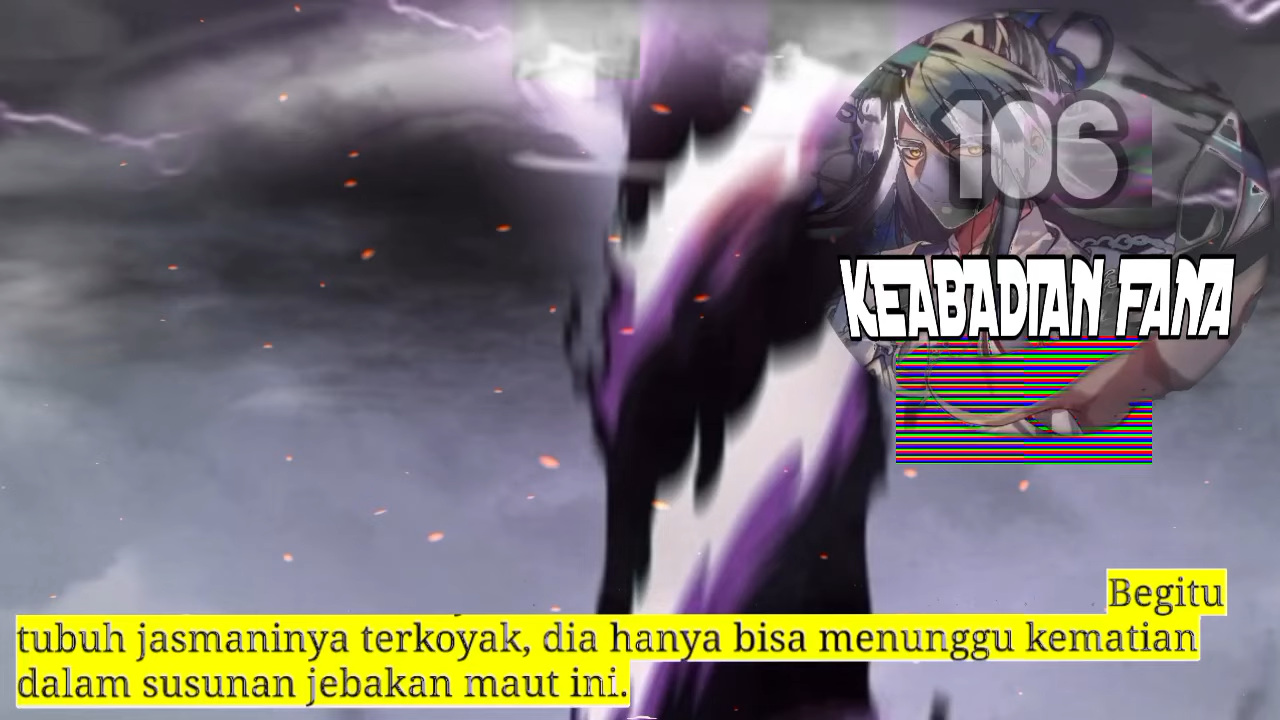 106
KEABADIAN FANA
Begitu
tubuh jasmaninya terkoyak, dia hanya bisa menunggu kematian
dalam susunan jebakan maut ini.